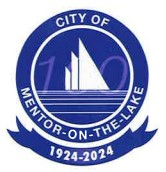 CITY OF
100
MENTOR-ON-THE-LAKE
1924-2024